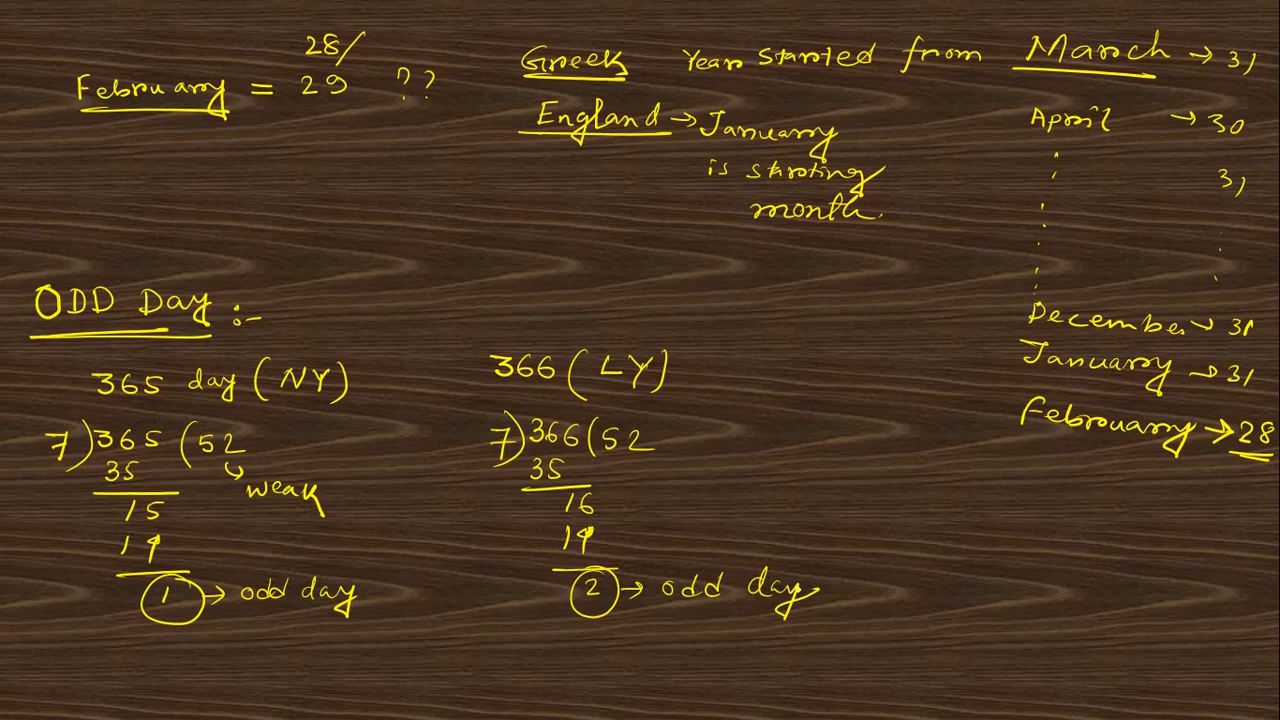 28/
February = 29 ??
Greek Year started from March → 31
England → January
is starting
month.
April → 30
31
December → 31
January → 31
February → 28
ODD Day :-
365 day (NY)
7)365(52
35
weak
15
14
1 → odd day
366 (LY)
7)366(52
35
16
14
2 → odd day